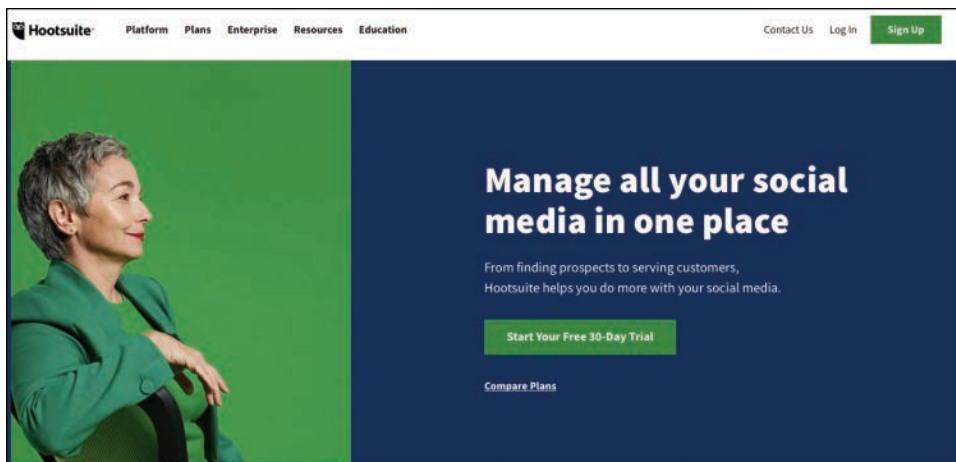 Hootsuite
Platform Plans Enterprise Resources Education
Contact Us Log In Sign Up
Manage all your social
media in one place
From finding prospects to serving customers,
Hootsuite helps you do more with your social media.
Start Your Free 30-Day Trial
Compare Plans